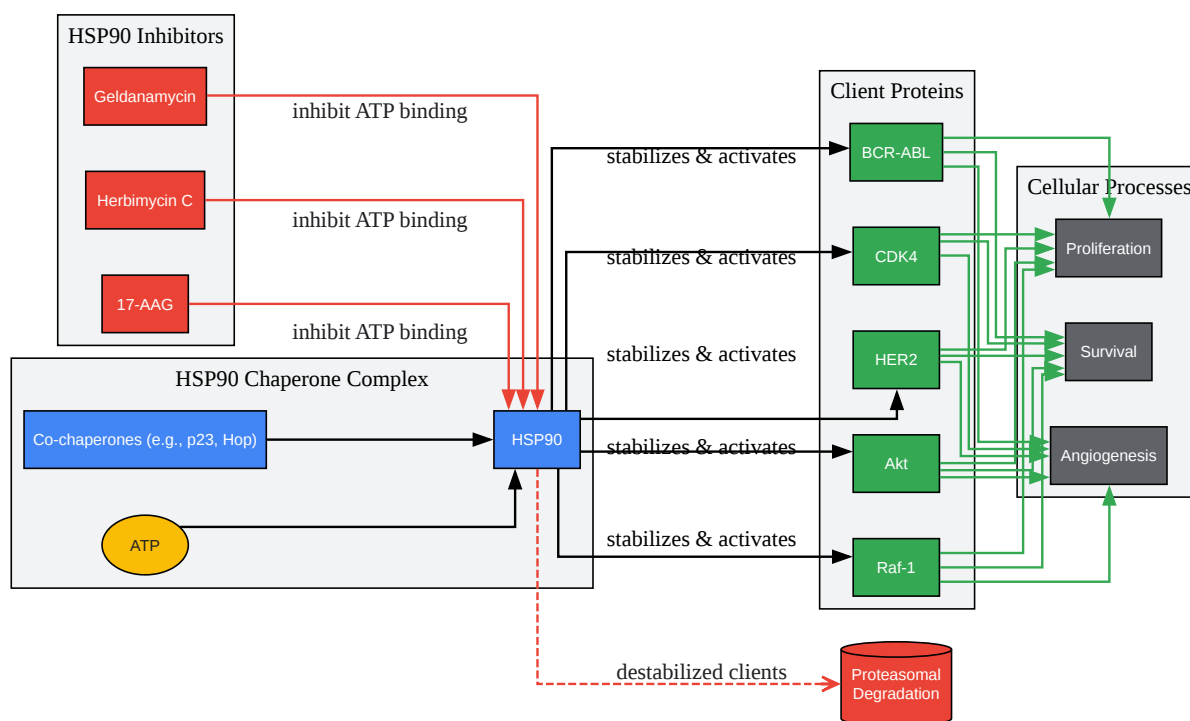 HSP90 Inhibitors
Geldanamycin
Herbimycin C
17-AAG
inhibit ATP binding
inhibit ATP binding
inhibit ATP binding
HSP90 Chaperone Complex
Co-chaperones (e.g., p23, Hop)
HSP90
ATP
stabilizes & activates
stabilizes & activates
stabilizes & activates
stabilizes & activates
stabilizes & activates
destabilized clients
Client Proteins
BCR-ABL
CDK4
HER2
Akt
Raf-1
Cellular Processes
Proliferation
Survival
Angiogenesis
Proteasomal
Degradation